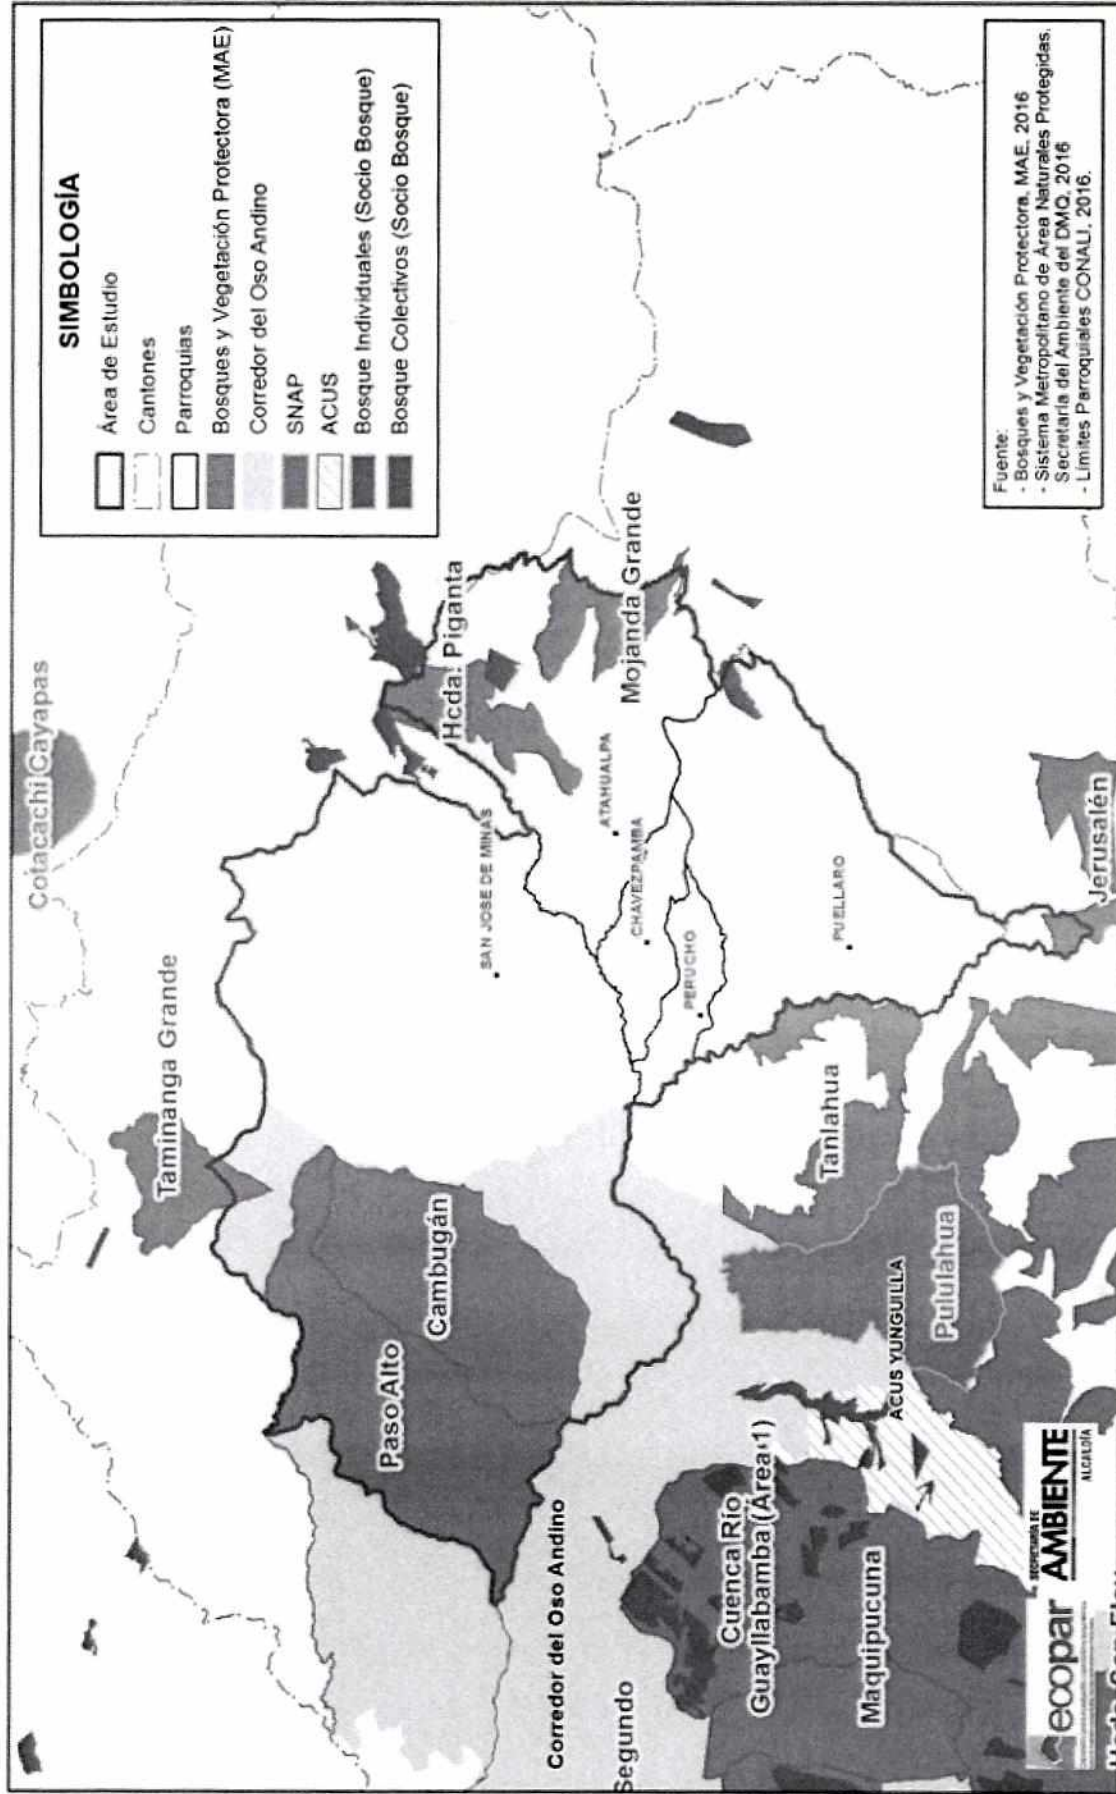 SIMBOLOGÍA
Área de Estudio
Cantones
Parroquias
Bosques y Vegetación Protectora (MAE)
Corredor del Oso Andino
SNAP
ACUS
Bosque Individuales (Socio Bosque)
Bosque Colectivos (Socio Bosque)
Cotacachi Cayapas
Taminanga Grande
Paso Alto
Cambugán
SAN JOSE DE MINAS
Hcda. Piganta
ATAHUALPA
Mojanda Grande
CHAVEZPAMBA
PERUCHO
Corredor del Oso Andino
Segundo
Cuenca Río
Guayllabamba (Área 1)
Maquipucuna
ACUS YUNGUILLA
Pululahua
Tanlahua
PUELLARO
Jerusalén
Fuente:
- Bosques y Vegetación Protectora, MAE, 2016
- Sistema Metropolitano de Área Naturales Protegidas.
Secretaría del Ambiente del DMQ, 2016
- Límites Parroquiales CONALI, 2016.
ecopar
SECRETARÍA DE
AMBIENTE
ALCALDÍA